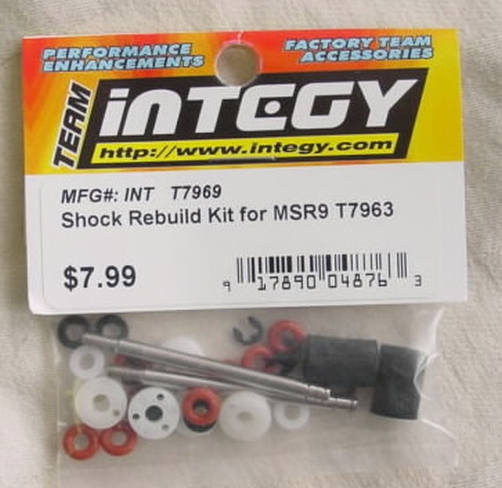 PERFORMANCE ENHANCEMENTS
FACTORY TEAM ACCESSORIES
TEAM
iNTEGY
http://www.integy.com
MFG#: INT T7969
Shock Rebuild Kit for MSR9 T7963
$7.99
9 17890 04876 3